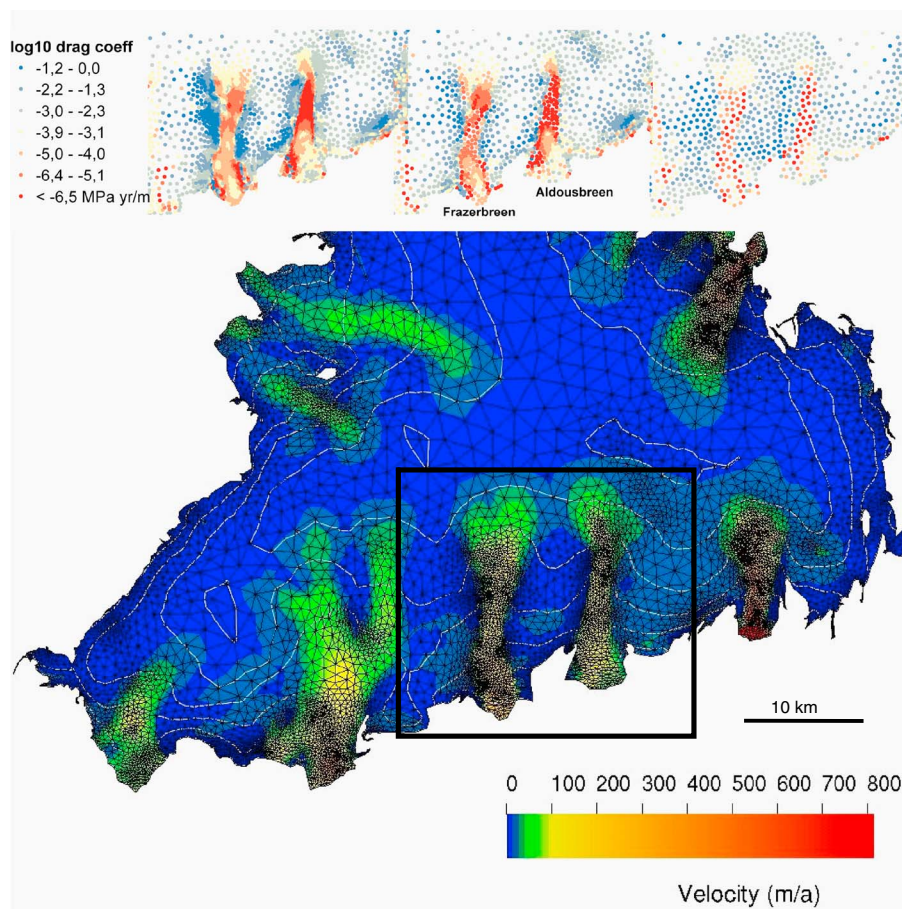 log10 drag coeff
-1,2 - 0,0
-2,2 - -1,3
-3,0 - -2,3
-3,9 - -3,1
-5,0 - -4,0
-6,4 - -5,1
< -6,5 MPa yr/m
Aldousbreen
Frazerbreen
10 km
0 100 200 300 400 500 600 700 800
Velocity (m/a)